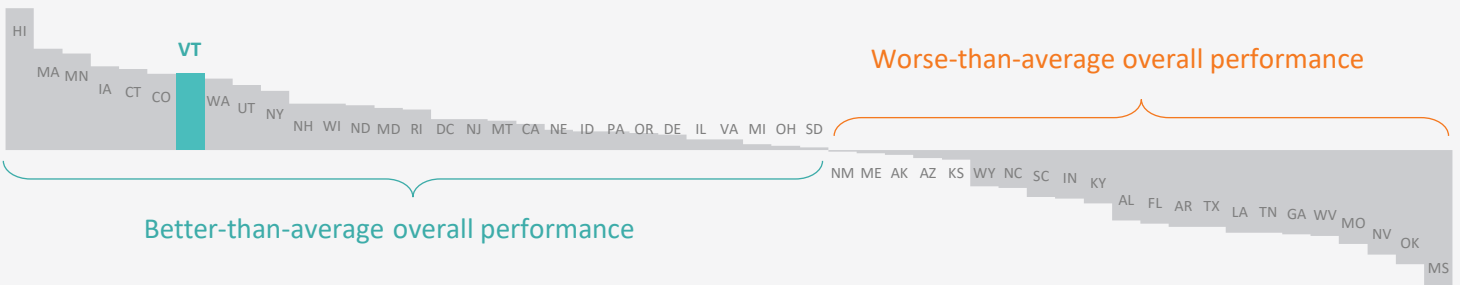 HI
MA MN
IA CT CO
VT
WA UT NY
NH WI ND MD RI DC NJ MT CA NE ID PA OR DE IL VA MI OH SD
Worse-than-average overall performance
NM ME AK AZ KS WY NC SC IN KY
AL FL AR TX LA TN GA WV MO NV OK MS
Better-than-average overall performance